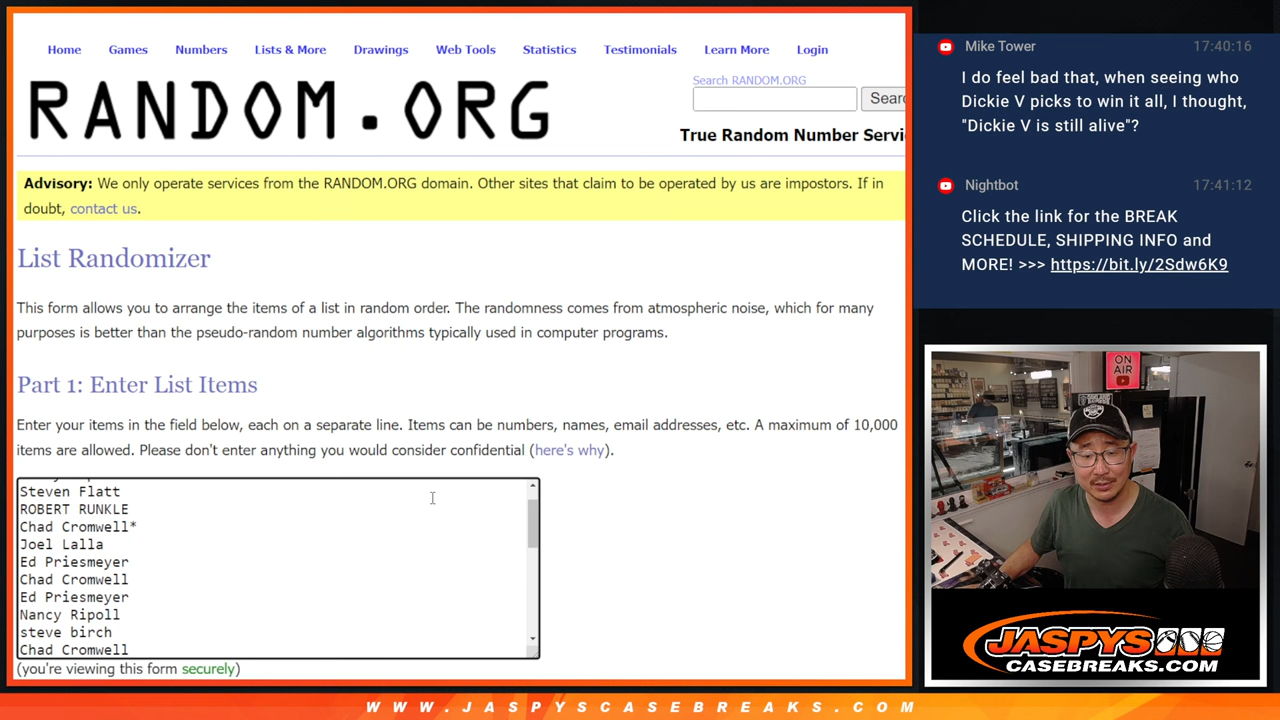 Home Games Numbers Lists & More Drawings Web Tools Statistics Testimonials Learn More Login
RANDOM.ORG
Search RANDOM.ORG
Searc
True Random Number Servi
Advisory: We only operate services from the RANDOM.ORG domain. Other sites that claim to be operated by us are impostors. If in
doubt, contact us.
List Randomizer
This form allows you to arrange the items of a list in random order. The randomness comes from atmospheric noise, which for many
purposes is better than the pseudo-random number algorithms typically used in computer programs.
Part 1: Enter List Items
Enter your items in the field below, each on a separate line. Items can be numbers, names, email addresses, etc. A maximum of 10,000
items are allowed. Please don't enter anything you would consider confidential (here's why).
Steven Flatt
ROBERT RUNKLE
Chad Cromwell*
Joel Lalla
Ed Priesmeyer
Chad Cromwell
Ed Priesmeyer
Nancy Ripoll
steve birch
Chad Cromwell
(you're viewing this form securely)
Mike Tower 17:40:16
I do feel bad that, when seeing who
Dickie V picks to win it all, I thought,
"Dickie V is still alive"?
Nightbot 17:41:12
Click the link for the BREAK
SCHEDULE, SHIPPING INFO and
MORE! >>> https://bit.ly/2Sdw6K9
ON
AIR
JASPYS
CASEBREAKS.COM
WWW.JASPYSCASEBREAKS.COM